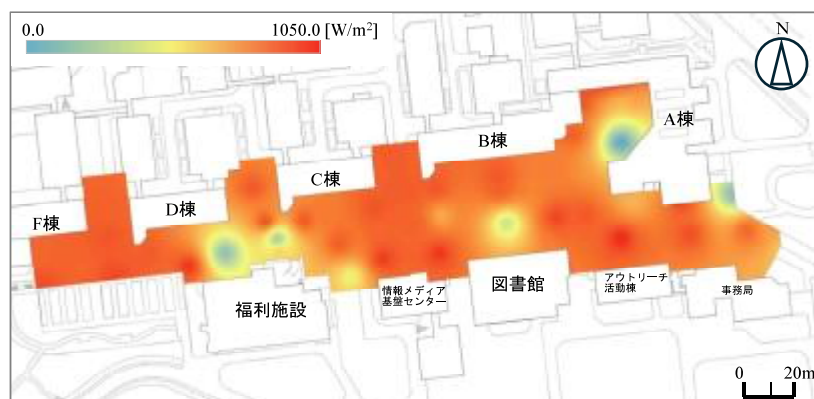 0.0 1050.0 [W/m²]
N
A棟
B棟
C棟
D棟
F棟
福利施設
情報メディア
基盤センター
図書館
アウトリーチ
活動棟
事務局
0 20m